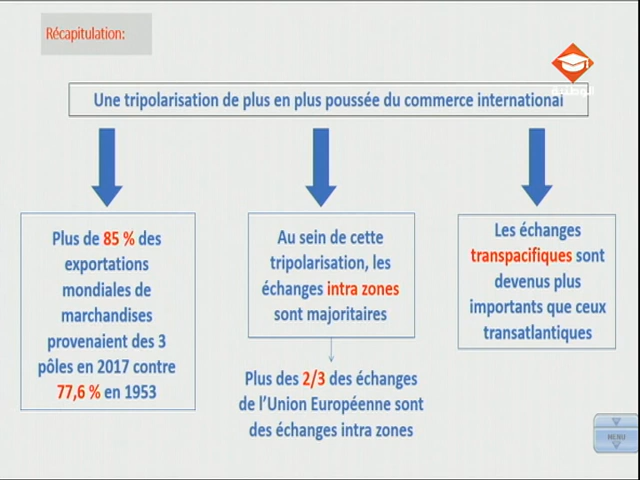 Récapitulation:
الوطنية
Une tripolarisation de plus en plus poussée du commerce international
Plus de 85 % des
exportations
mondiales de
marchandises
provenaient des 3
pôles en 2017 contre
77,6 % en 1953
Au sein de cette
tripolarisation, les
échanges intra zones
sont majoritaires
Plus des 2/3 des échanges
de l’Union Européenne sont
des échanges intra zones
Les échanges
transpacifiques sont
devenus plus
importants que ceux
transatlantiques
MENU